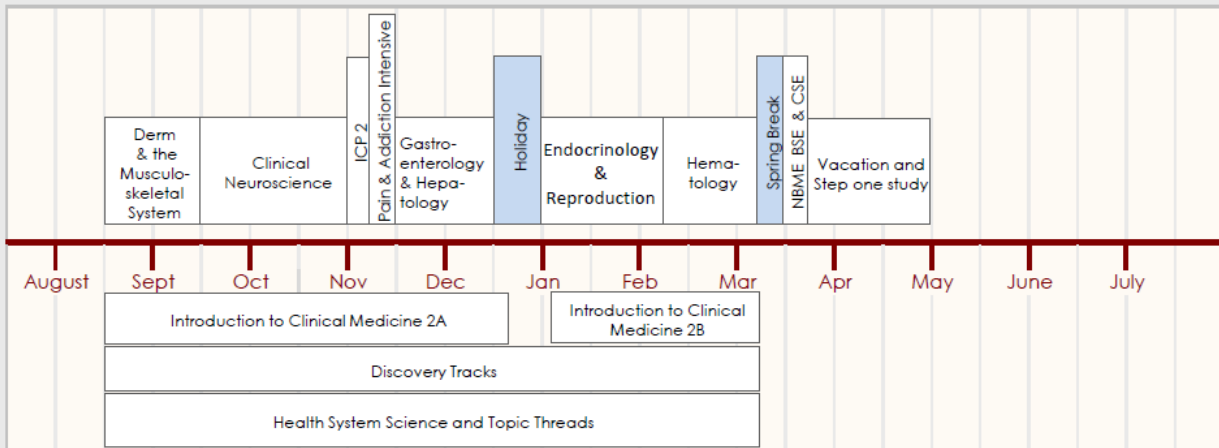 Derm
& the
Musculo-
skeletal
System
Clinical
Neuroscience
ICP 2
Pain & Addiction Intensive
Gastro-
enterology
& Hepa-
tology
Holiday
Endocrinology
&
Reproduction
Hema-
tology
Spring Break
NBME BSE & CSE
Vacation and
Step one study
August Sept Oct Nov Dec Jan Feb Mar Apr May June July
Introduction to Clinical Medicine 2A
Introduction to Clinical
Medicine 2B
Discovery Tracks
Health System Science and Topic Threads